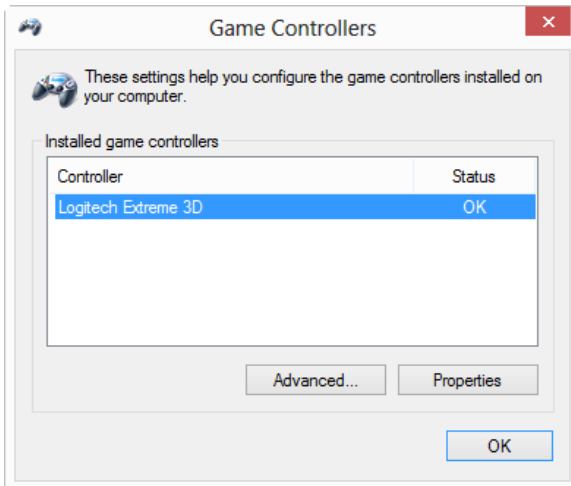 Game Controllers
These settings help you configure the game controllers installed on
your computer.
Installed game controllers
Controller Status
Logitech Extreme 3D OK
Advanced... Properties
OK